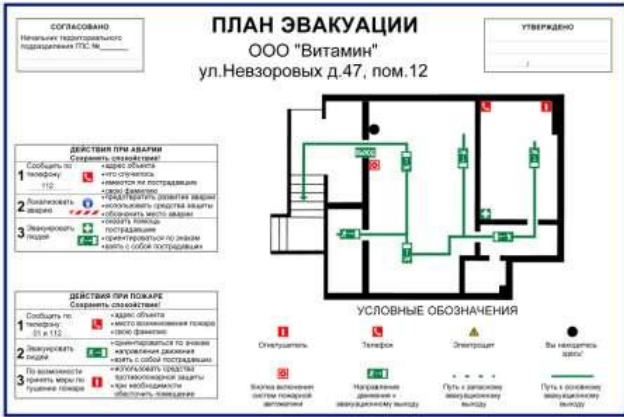 СОГЛАСОВАНО
Начальник территориального
подразделения ГПС №
ПЛАН ЭВАКУАЦИИ
ООО "Витамин"
ул.Невзоровых д.47, пом.12
УТВЕРЖДЕНО
ДЕЙСТВИЯ ПРИ АВАРИИ
Сохранять спокойствие!
1 Сообщить по телефону: 112
•адрес объекта
•что случилось
•имеются ли пострадавшие
•свою фамилию
2 Локализовать аварию
•предотвратить развитие аварии
•использовать средства защиты
•обозначить место аварии
3 Эвакуировать людей
•оказать помощь пострадавшим
•ориентироваться по знакам
•взять с собой пострадавших
ДЕЙСТВИЯ ПРИ ПОЖАРЕ
Сохранять спокойствие!
1 Сообщить по телефону: 01 и 112
•адрес объекта
•место возникновения пожара
•свою фамилию
2 Эвакуировать людей
•ориентироваться по знакам
направления движения
•взять с собой пострадавших
3 По возможности принять меры по тушению пожара
•использовать средства
противопожарной защиты
•при необходимости
обесточить помещение
УСЛОВНЫЕ ОБОЗНАЧЕНИЯ
Огнетушитель
Телефон
Электрощит
Вы находитесь
здесь!
Кнопка включения
систем пожарной
автоматики
Направление
движения к
эвакуационному выходу
Путь к запасному
эвакуационному
выходу
Путь к основному
эвакуационному
выходу